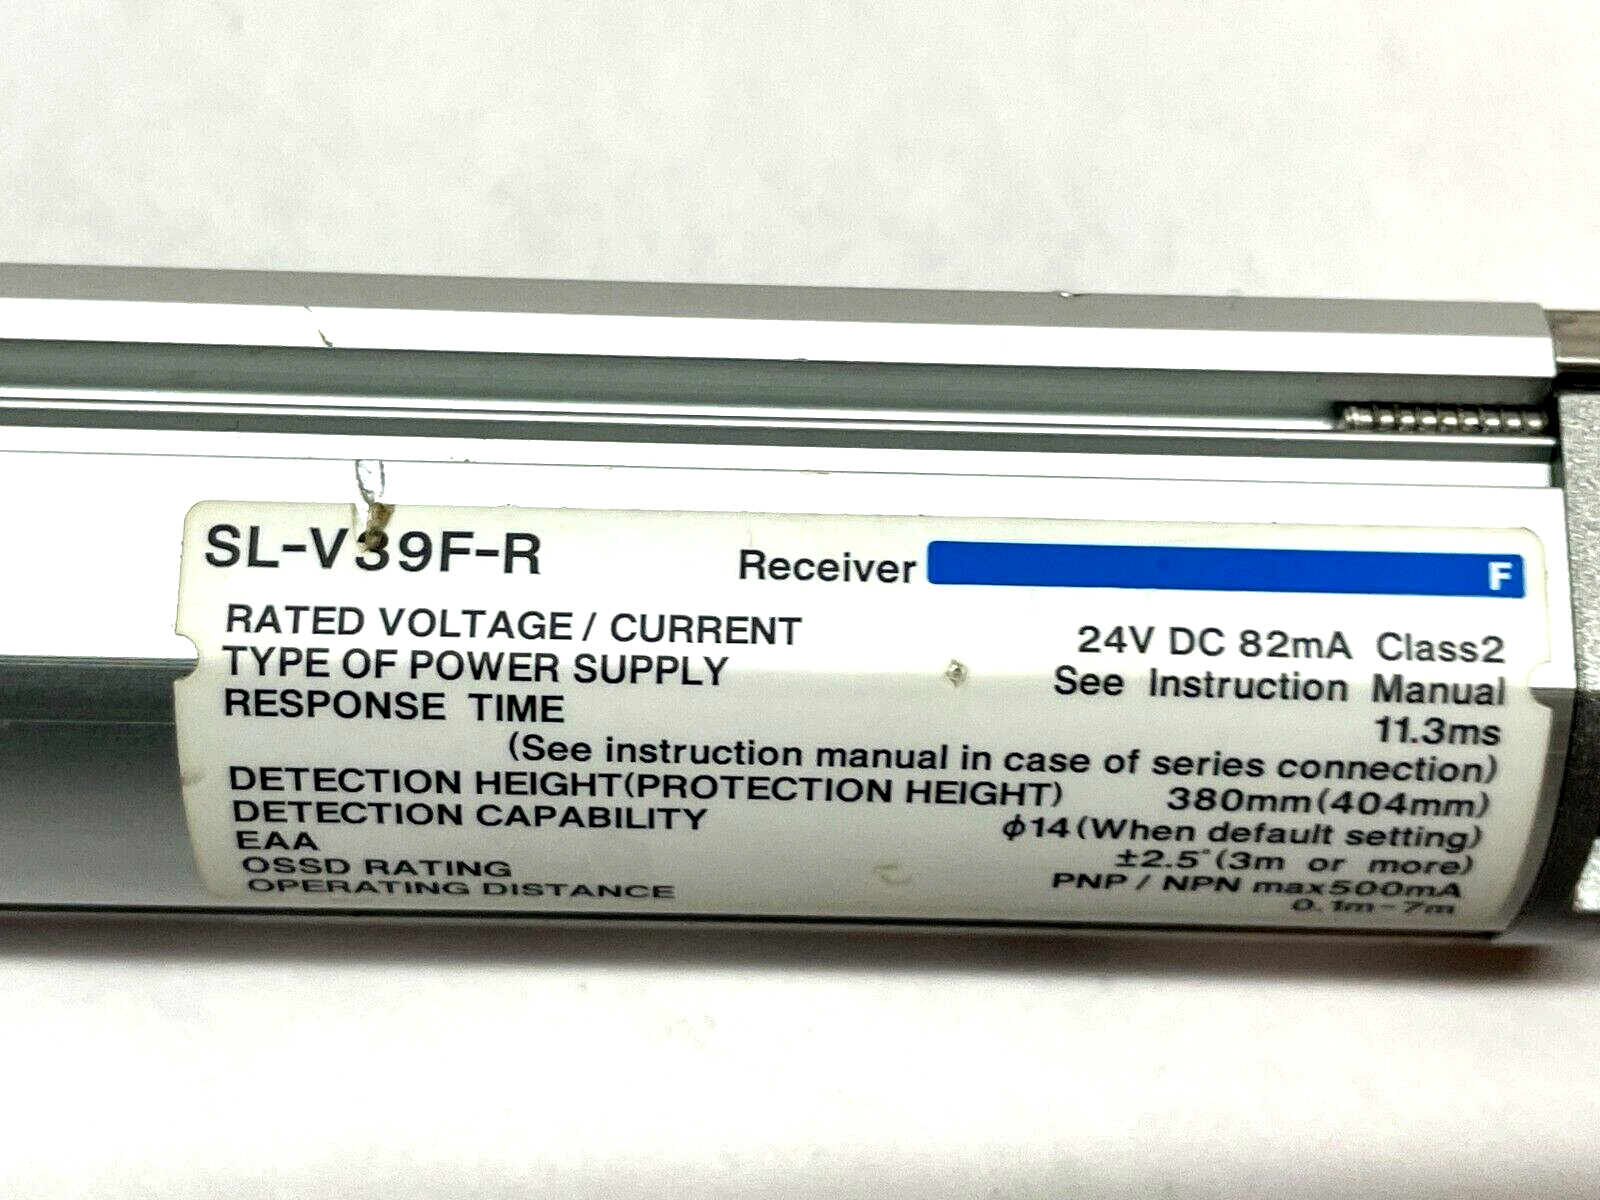 SL-V39F-R Receiver F
RATED VOLTAGE / CURRENT 24V DC 82mA Class2
TYPE OF POWER SUPPLY See Instruction Manual
RESPONSE TIME 11.3ms
(See instruction manual in case of series connection)
DETECTION HEIGHT(PROTECTION HEIGHT) 380mm(404mm)
DETECTION CAPABILITY ϕ14(When default setting)
EAA ±2.5°(3m or more)
OSSD RATING PNP / NPN max500mA
OPERATING DISTANCE 0.1m-7m